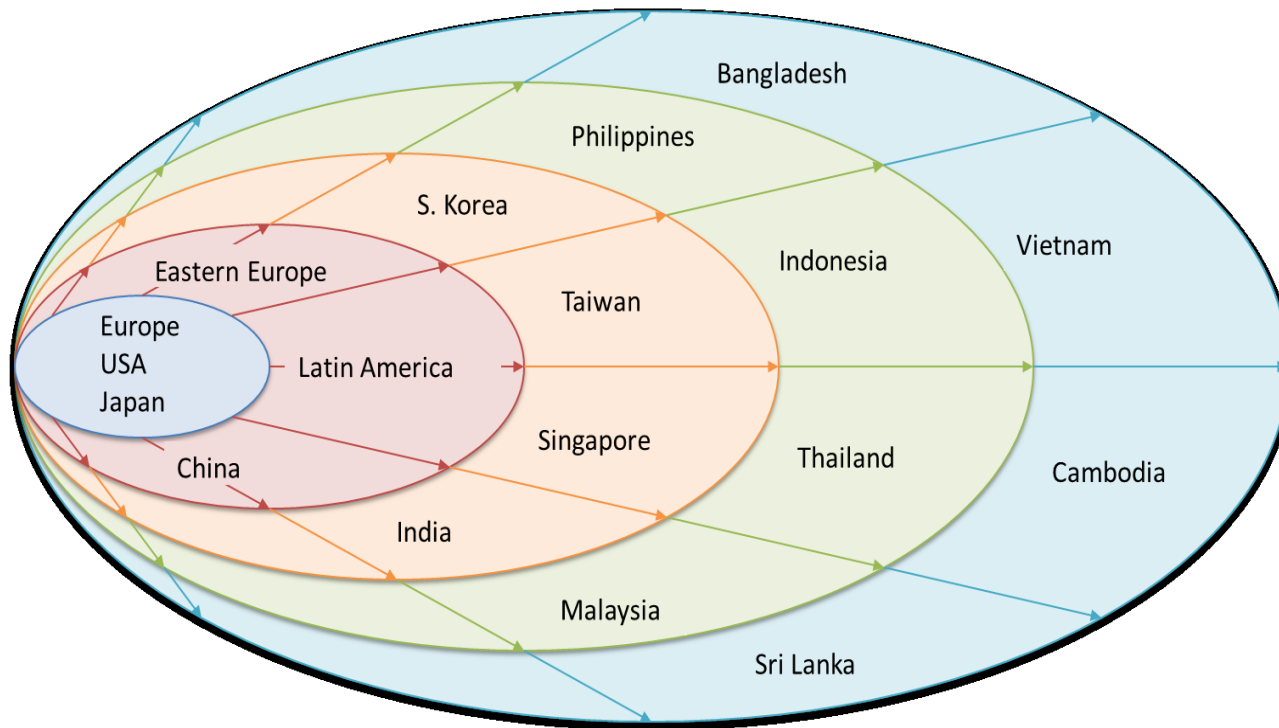 Bangladesh
Philippines
S. Korea
Vietnam
Indonesia
Eastern Europe
Taiwan
Europe
USA
Japan
Latin America
Singapore
Thailand
China
Cambodia
India
Malaysia
Sri Lanka